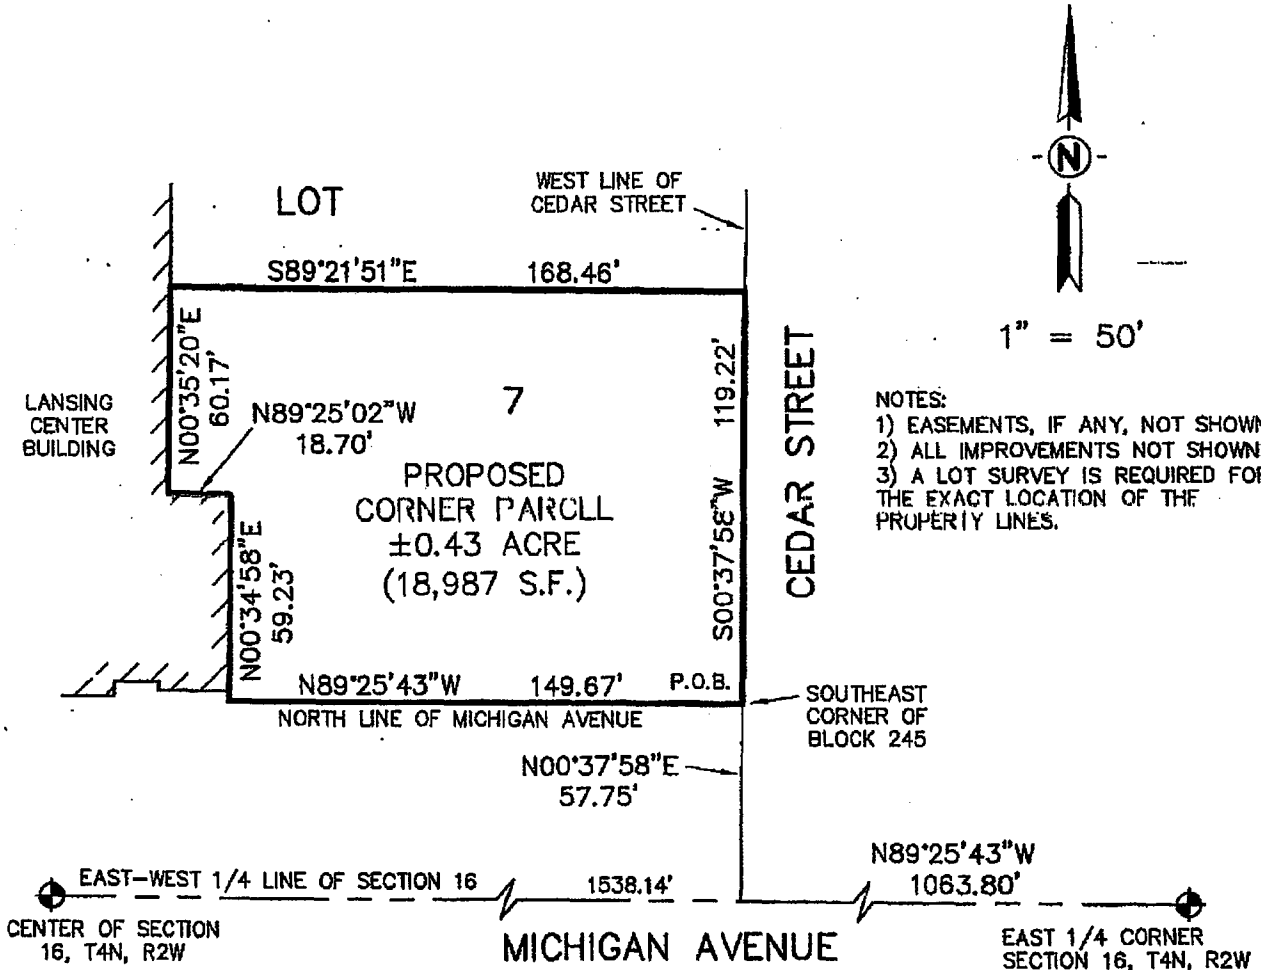 N
1" = 50'
LOT
WEST LINE OF
CEDAR STREET
S89°21'51"E 168.46'
N00°35'20"E
60.17'
LANSING
CENTER
BUILDING
N89°25'02"W
18.70'
7
PROPOSED
CORNER PARCLL
±0.43 ACRE
(18,987 S.F.)
S00°37'58"W 119.22'
CEDAR STREET
NOTES:
1) EASEMENTS, IF ANY, NOT SHOWN
2) ALL IMPROVEMENTS NOT SHOWN
3) A LOT SURVEY IS REQUIRED FOR
THE EXACT LOCATION OF THE
PROPERTY LINES.
N00°34'58"E
59.23'
N89°25'43"W 149.67' P.O.B.
NORTH LINE OF MICHIGAN AVENUE
SOUTHEAST
CORNER OF
BLOCK 245
N00°37'58"E
57.75'
N89°25'43"W
1063.80'
EAST-WEST 1/4 LINE OF SECTION 16 1538.14'
CENTER OF SECTION
16, T4N, R2W
MICHIGAN AVENUE
EAST 1/4 CORNER
SECTION 16, T4N, R2W